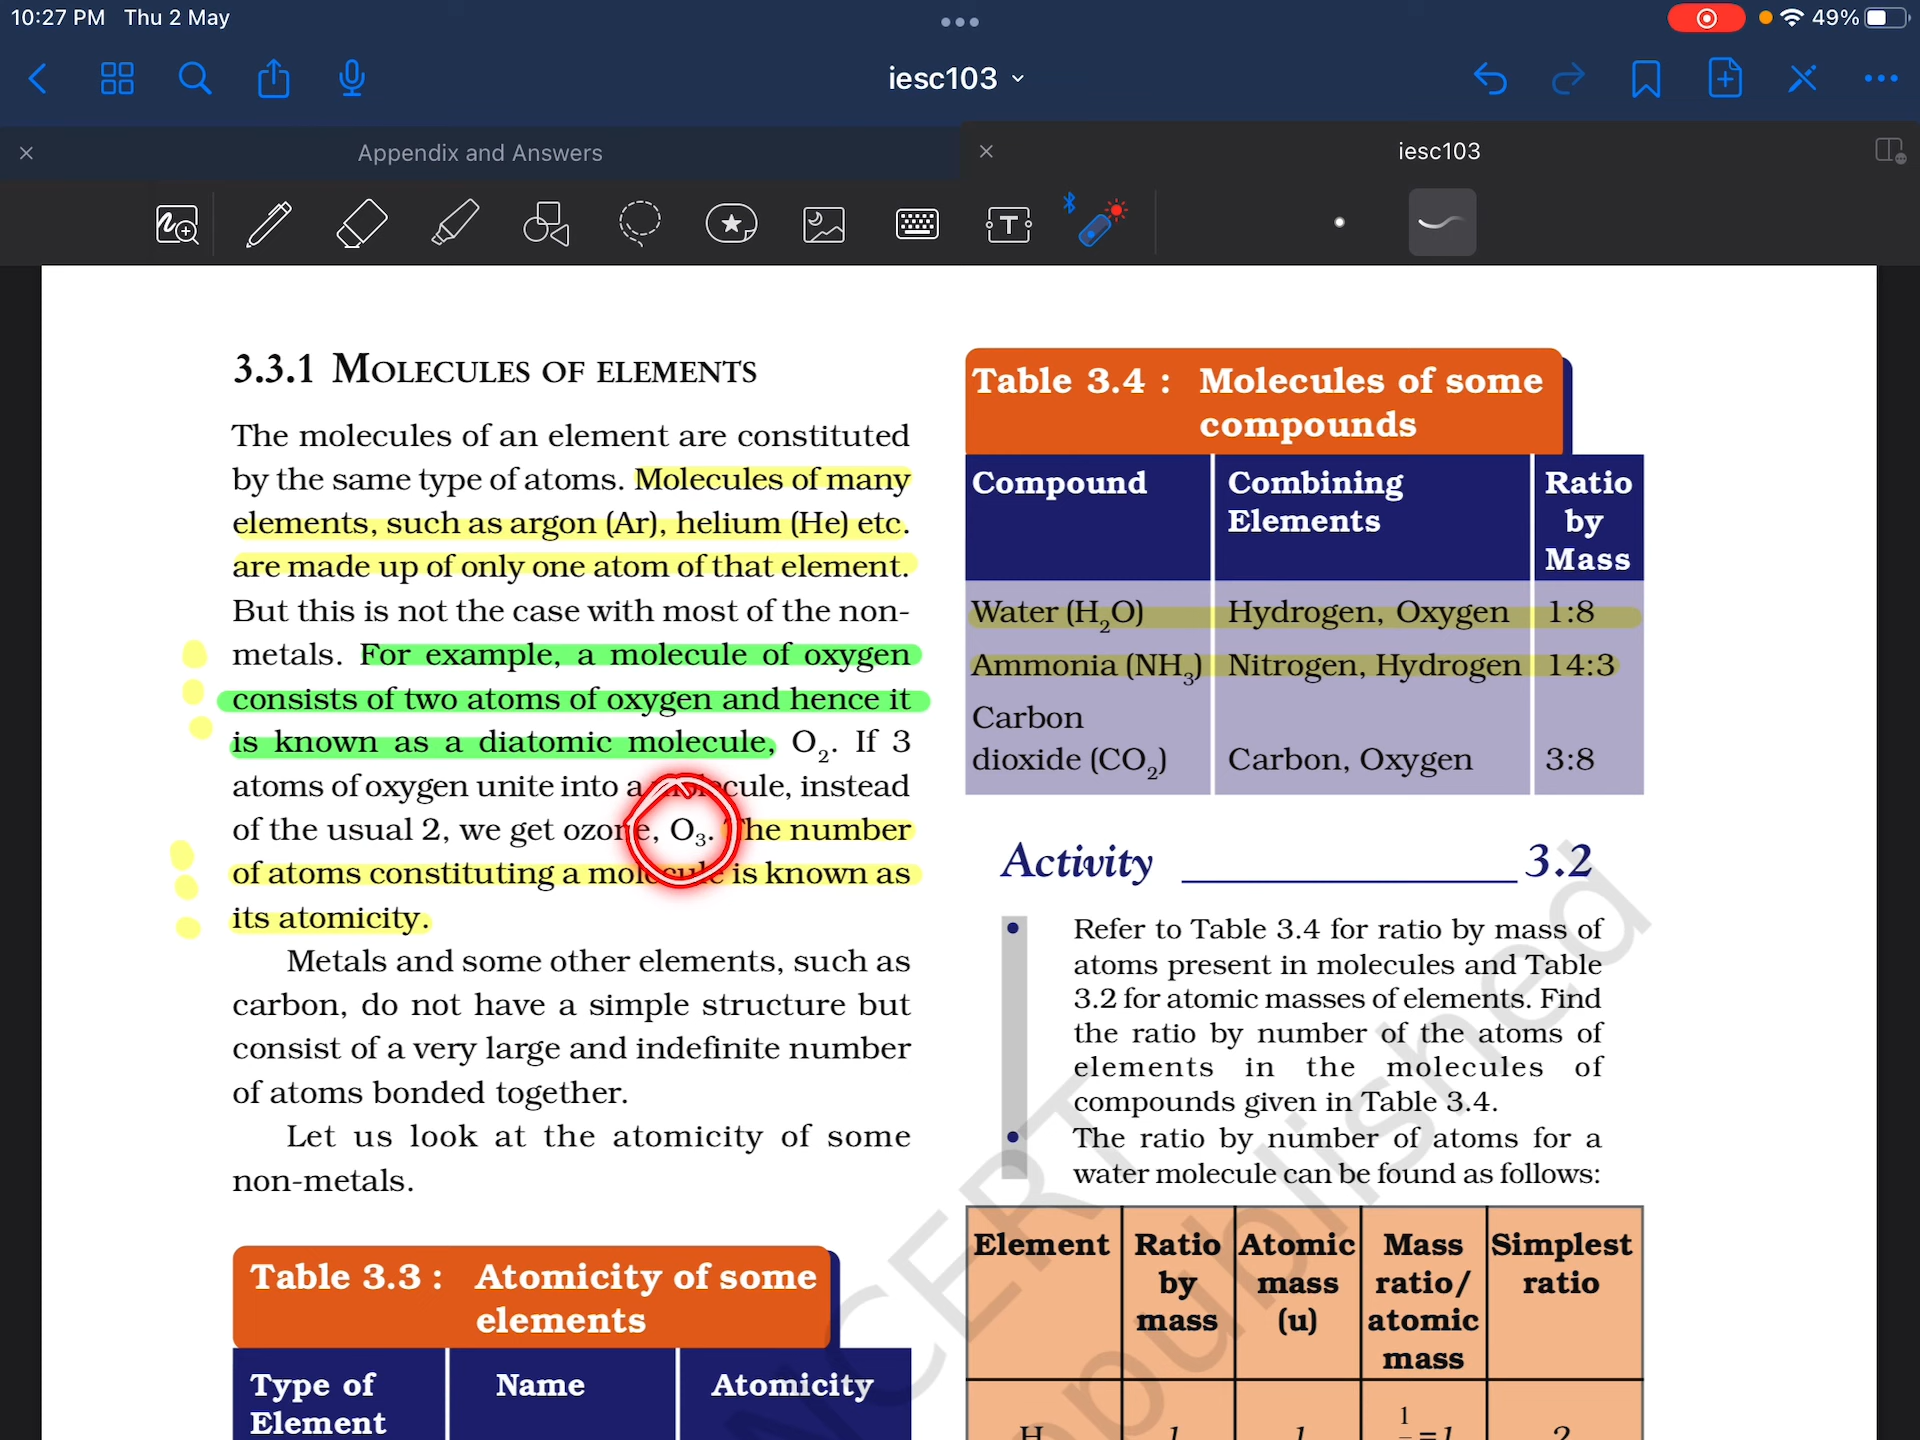 10:27 PM Thu 2 May
49%
iesc103
Appendix and Answers
iesc103
T
3.3.1 MOLECULES OF ELEMENTS
The molecules of an element are constituted
by the same type of atoms. Molecules of many
elements, such as argon (Ar), helium (He) etc.
are made up of only one atom of that element.
But this is not the case with most of the non-
metals. For example, a molecule of oxygen
consists of two atoms of oxygen and hence it
is known as a diatomic molecule, O₂. If 3
atoms of oxygen unite into a molecule, instead
of the usual 2, we get ozone, O₃. The number
of atoms constituting a molecule is known as
its atomicity.
Metals and some other elements, such as
carbon, do not have a simple structure but
consist of a very large and indefinite number
of atoms bonded together.
Let us look at the atomicity of some
non-metals.
Table 3.3 : Atomicity of some
elements
Type of Name Atomicity
Element
Table 3.4 : Molecules of some
compounds
Compound Combining Ratio
Elements by
Mass
Water (H₂O) Hydrogen, Oxygen 1:8
Ammonia (NH₃) Nitrogen, Hydrogen 14:3
Carbon
dioxide (CO₂) Carbon, Oxygen 3:8
Activity 3.2
• Refer to Table 3.4 for ratio by mass of
atoms present in molecules and Table
3.2 for atomic masses of elements. Find
the ratio by number of the atoms of
elements in the molecules of
compounds given in Table 3.4.
• The ratio by number of atoms for a
water molecule can be found as follows:
Element Ratio Atomic Mass Simplest
by mass ratio/ ratio
mass (u) atomic
mass
H 1 1 1 = 1 2
NCERT
published